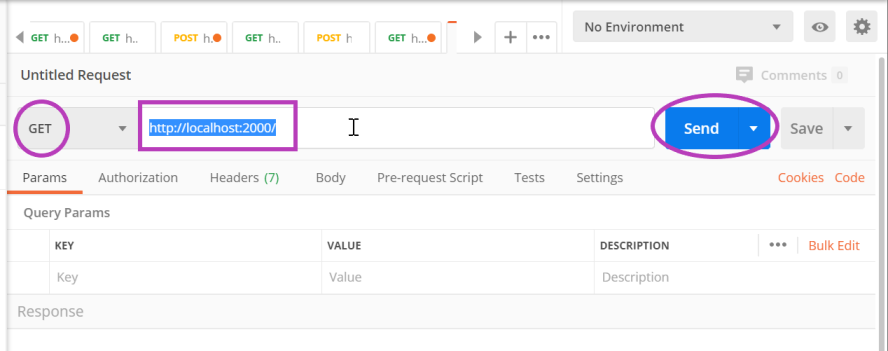 GET h... GET h.. POST h. GET h.. POST h GET h... + ••• No Environment
Untitled Request Comments 0
GET http://localhost:2000/ Send Save
Params Authorization Headers (7) Body Pre-request Script Tests Settings Cookies Code
Query Params
KEY VALUE DESCRIPTION ••• Bulk Edit
Key Value Description
Response